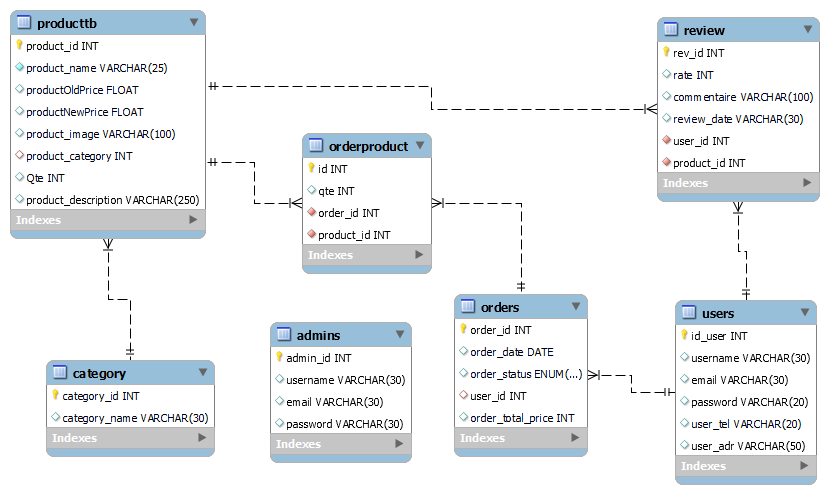 producttb
product_id INT
product_name VARCHAR(25)
productOldPrice FLOAT
productNewPrice FLOAT
product_image VARCHAR(100)
product_category INT
Qte INT
product_description VARCHAR(250)
Indexes
review
rev_id INT
rate INT
commentaire VARCHAR(100)
review_date VARCHAR(30)
user_id INT
product_id INT
Indexes
orderproduct
id INT
qte INT
order_id INT
product_id INT
Indexes
orders
order_id INT
order_date DATE
order_status ENUM(...)
user_id INT
order_total_price INT
Indexes
users
id_user INT
username VARCHAR(30)
email VARCHAR(30)
password VARCHAR(20)
user_tel VARCHAR(20)
user_adr VARCHAR(50)
Indexes
admins
admin_id INT
username VARCHAR(30)
email VARCHAR(30)
password VARCHAR(30)
Indexes
category
category_id INT
category_name VARCHAR(30)
Indexes